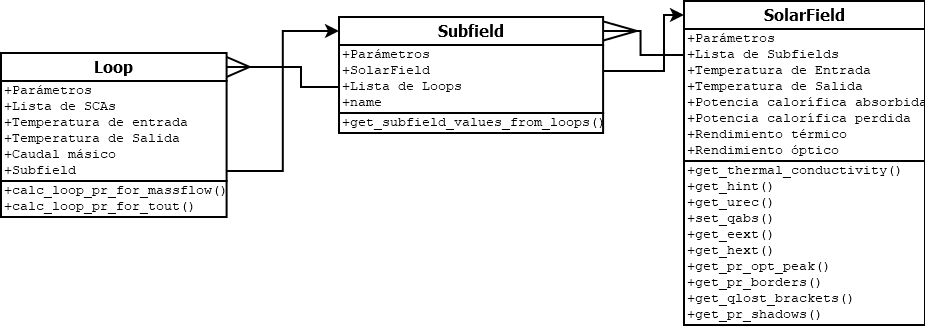 Loop
+Parámetros
+Lista de SCAs
+Temperatura de entrada
+Temperatura de Salida
+Caudal másico
+Subfield
+calc_loop_pr_for_massflow()
+calc_loop_pr_for_tout()
Subfield
+Parámetros
+SolarField
+Lista de Loops
+name
+get_subfield_values_from_loops()
SolarField
+Parámetros
+Lista de Subfields
+Temperatura de Entrada
+Temperatura de Salida
+Potencia calorífica absorbida
+Potencia calorífica perdida
+Rendimiento térmico
+Rendimiento óptico
+get_thermal_conductivity()
+get_hint()
+get_urec()
+set_qabs()
+get_eext()
+get_hext()
+get_pr_opt_peak()
+get_pr_borders()
+get_qlost_brackets()
+get_pr_shadows()